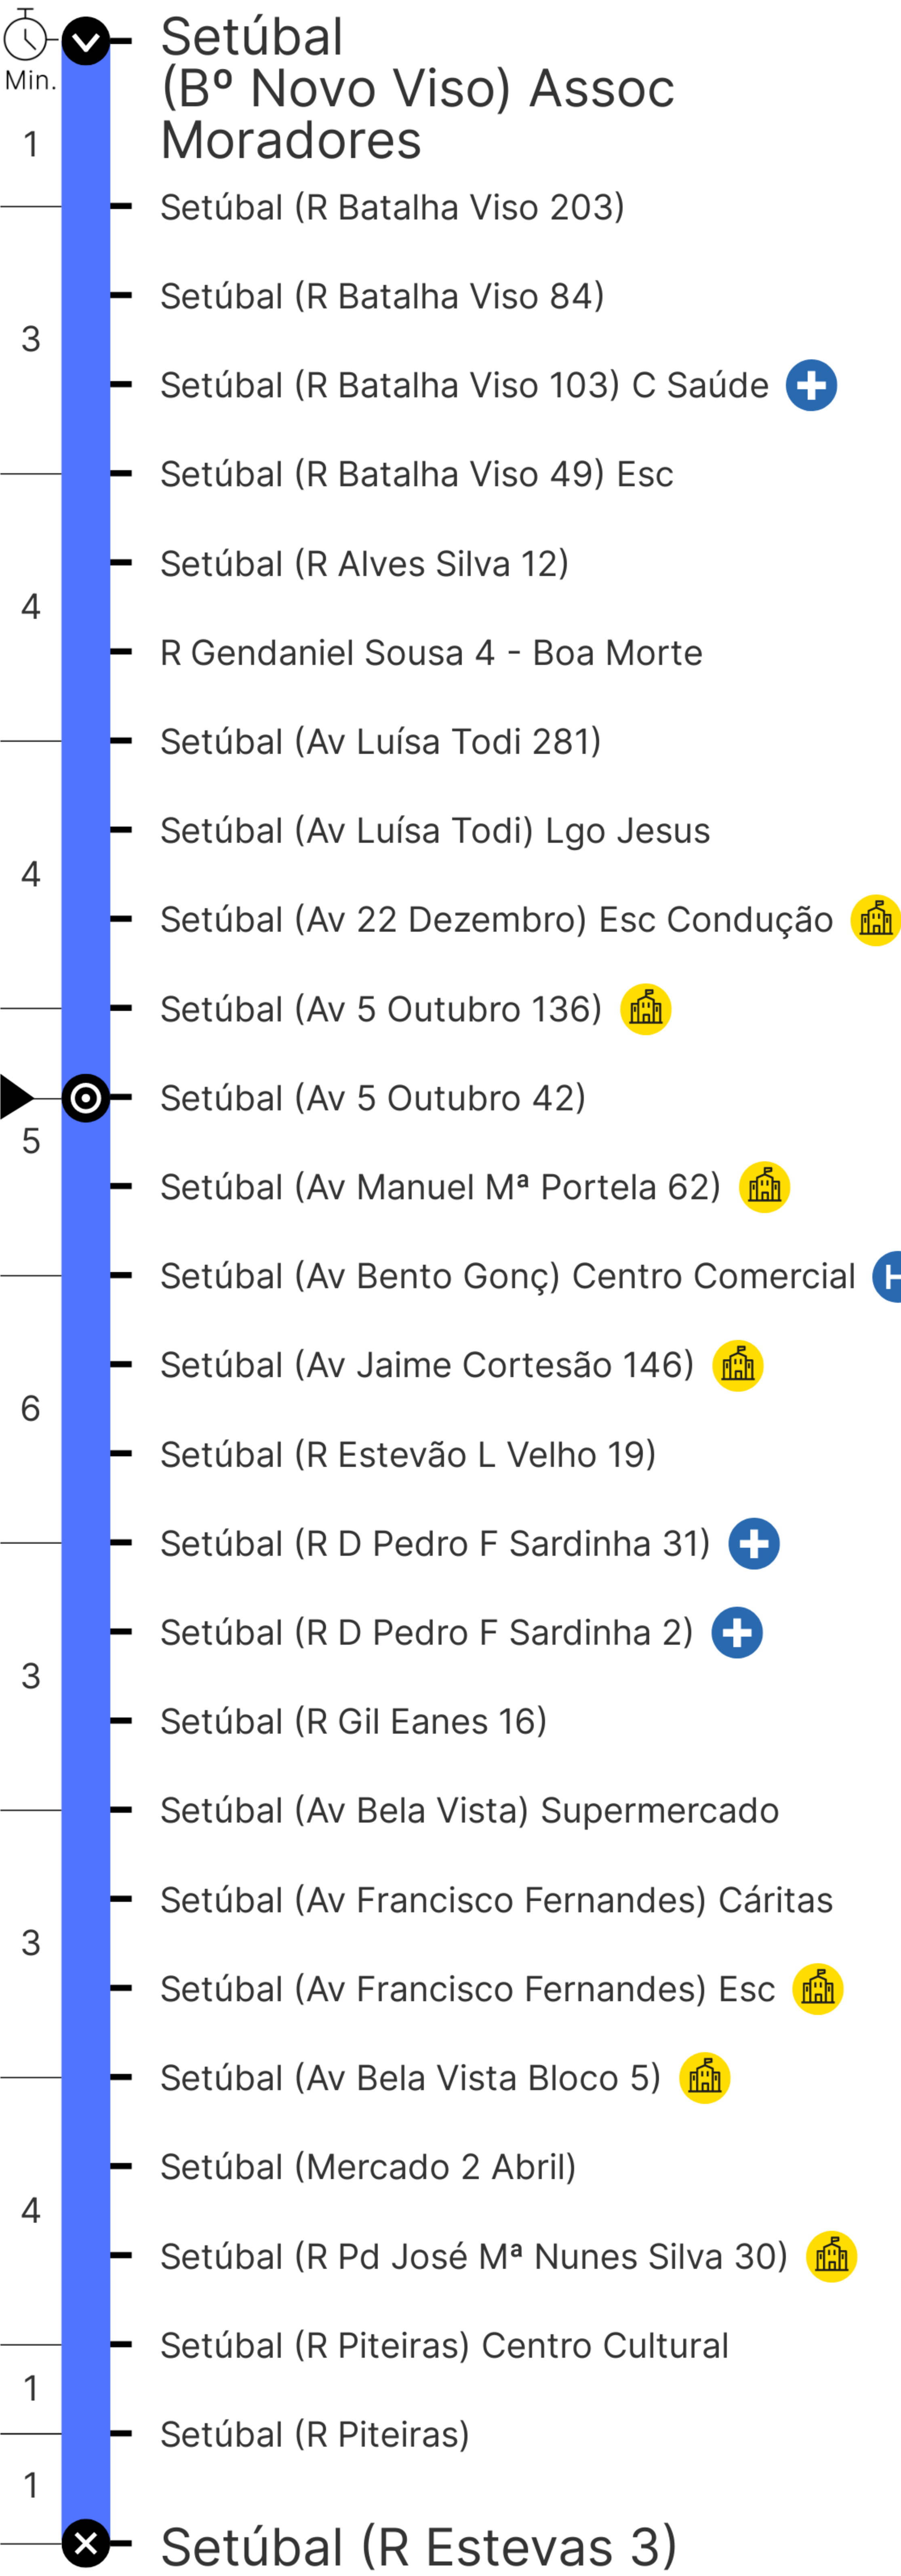 Setúbal
(Bº Novo Viso) Assoc
Moradores
Min.
1
Setúbal (R Batalha Viso 203)
Setúbal (R Batalha Viso 84)
3
Setúbal (R Batalha Viso 103) C Saúde
Setúbal (R Batalha Viso 49) Esc
Setúbal (R Alves Silva 12)
4
R Gendaniel Sousa 4 - Boa Morte
Setúbal (Av Luísa Todi 281)
Setúbal (Av Luísa Todi) Lgo Jesus
4
Setúbal (Av 22 Dezembro) Esc Condução
Setúbal (Av 5 Outubro 136)
Setúbal (Av 5 Outubro 42)
5
Setúbal (Av Manuel Mª Portela 62)
Setúbal (Av Bento Gonç) Centro Comercial H
Setúbal (Av Jaime Cortesão 146)
6
Setúbal (R Estevão L Velho 19)
Setúbal (R D Pedro F Sardinha 31)
Setúbal (R D Pedro F Sardinha 2)
3
Setúbal (R Gil Eanes 16)
Setúbal (Av Bela Vista) Supermercado
Setúbal (Av Francisco Fernandes) Cáritas
3
Setúbal (Av Francisco Fernandes) Esc
Setúbal (Av Bela Vista Bloco 5)
Setúbal (Mercado 2 Abril)
4
Setúbal (R Pd José Mª Nunes Silva 30)
Setúbal (R Piteiras) Centro Cultural
1
Setúbal (R Piteiras)
1
Setúbal (R Estevas 3)